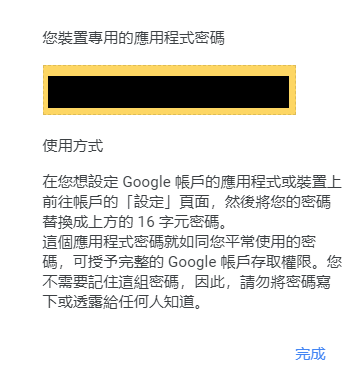 您裝置專用的應用程式密碼
使用方式
在您想設定 Google 帳戶的應用程式或裝置上
前往帳戶的「設定」頁面，然後將您的密碼
替換成上方的 16 字元密碼。
這個應用程式密碼就如同您平常使用的密
碼，可授予完整的 Google 帳戶存取權限。您
不需要記住這組密碼，因此，請勿將密碼寫
下或透露給任何人知道。
完成